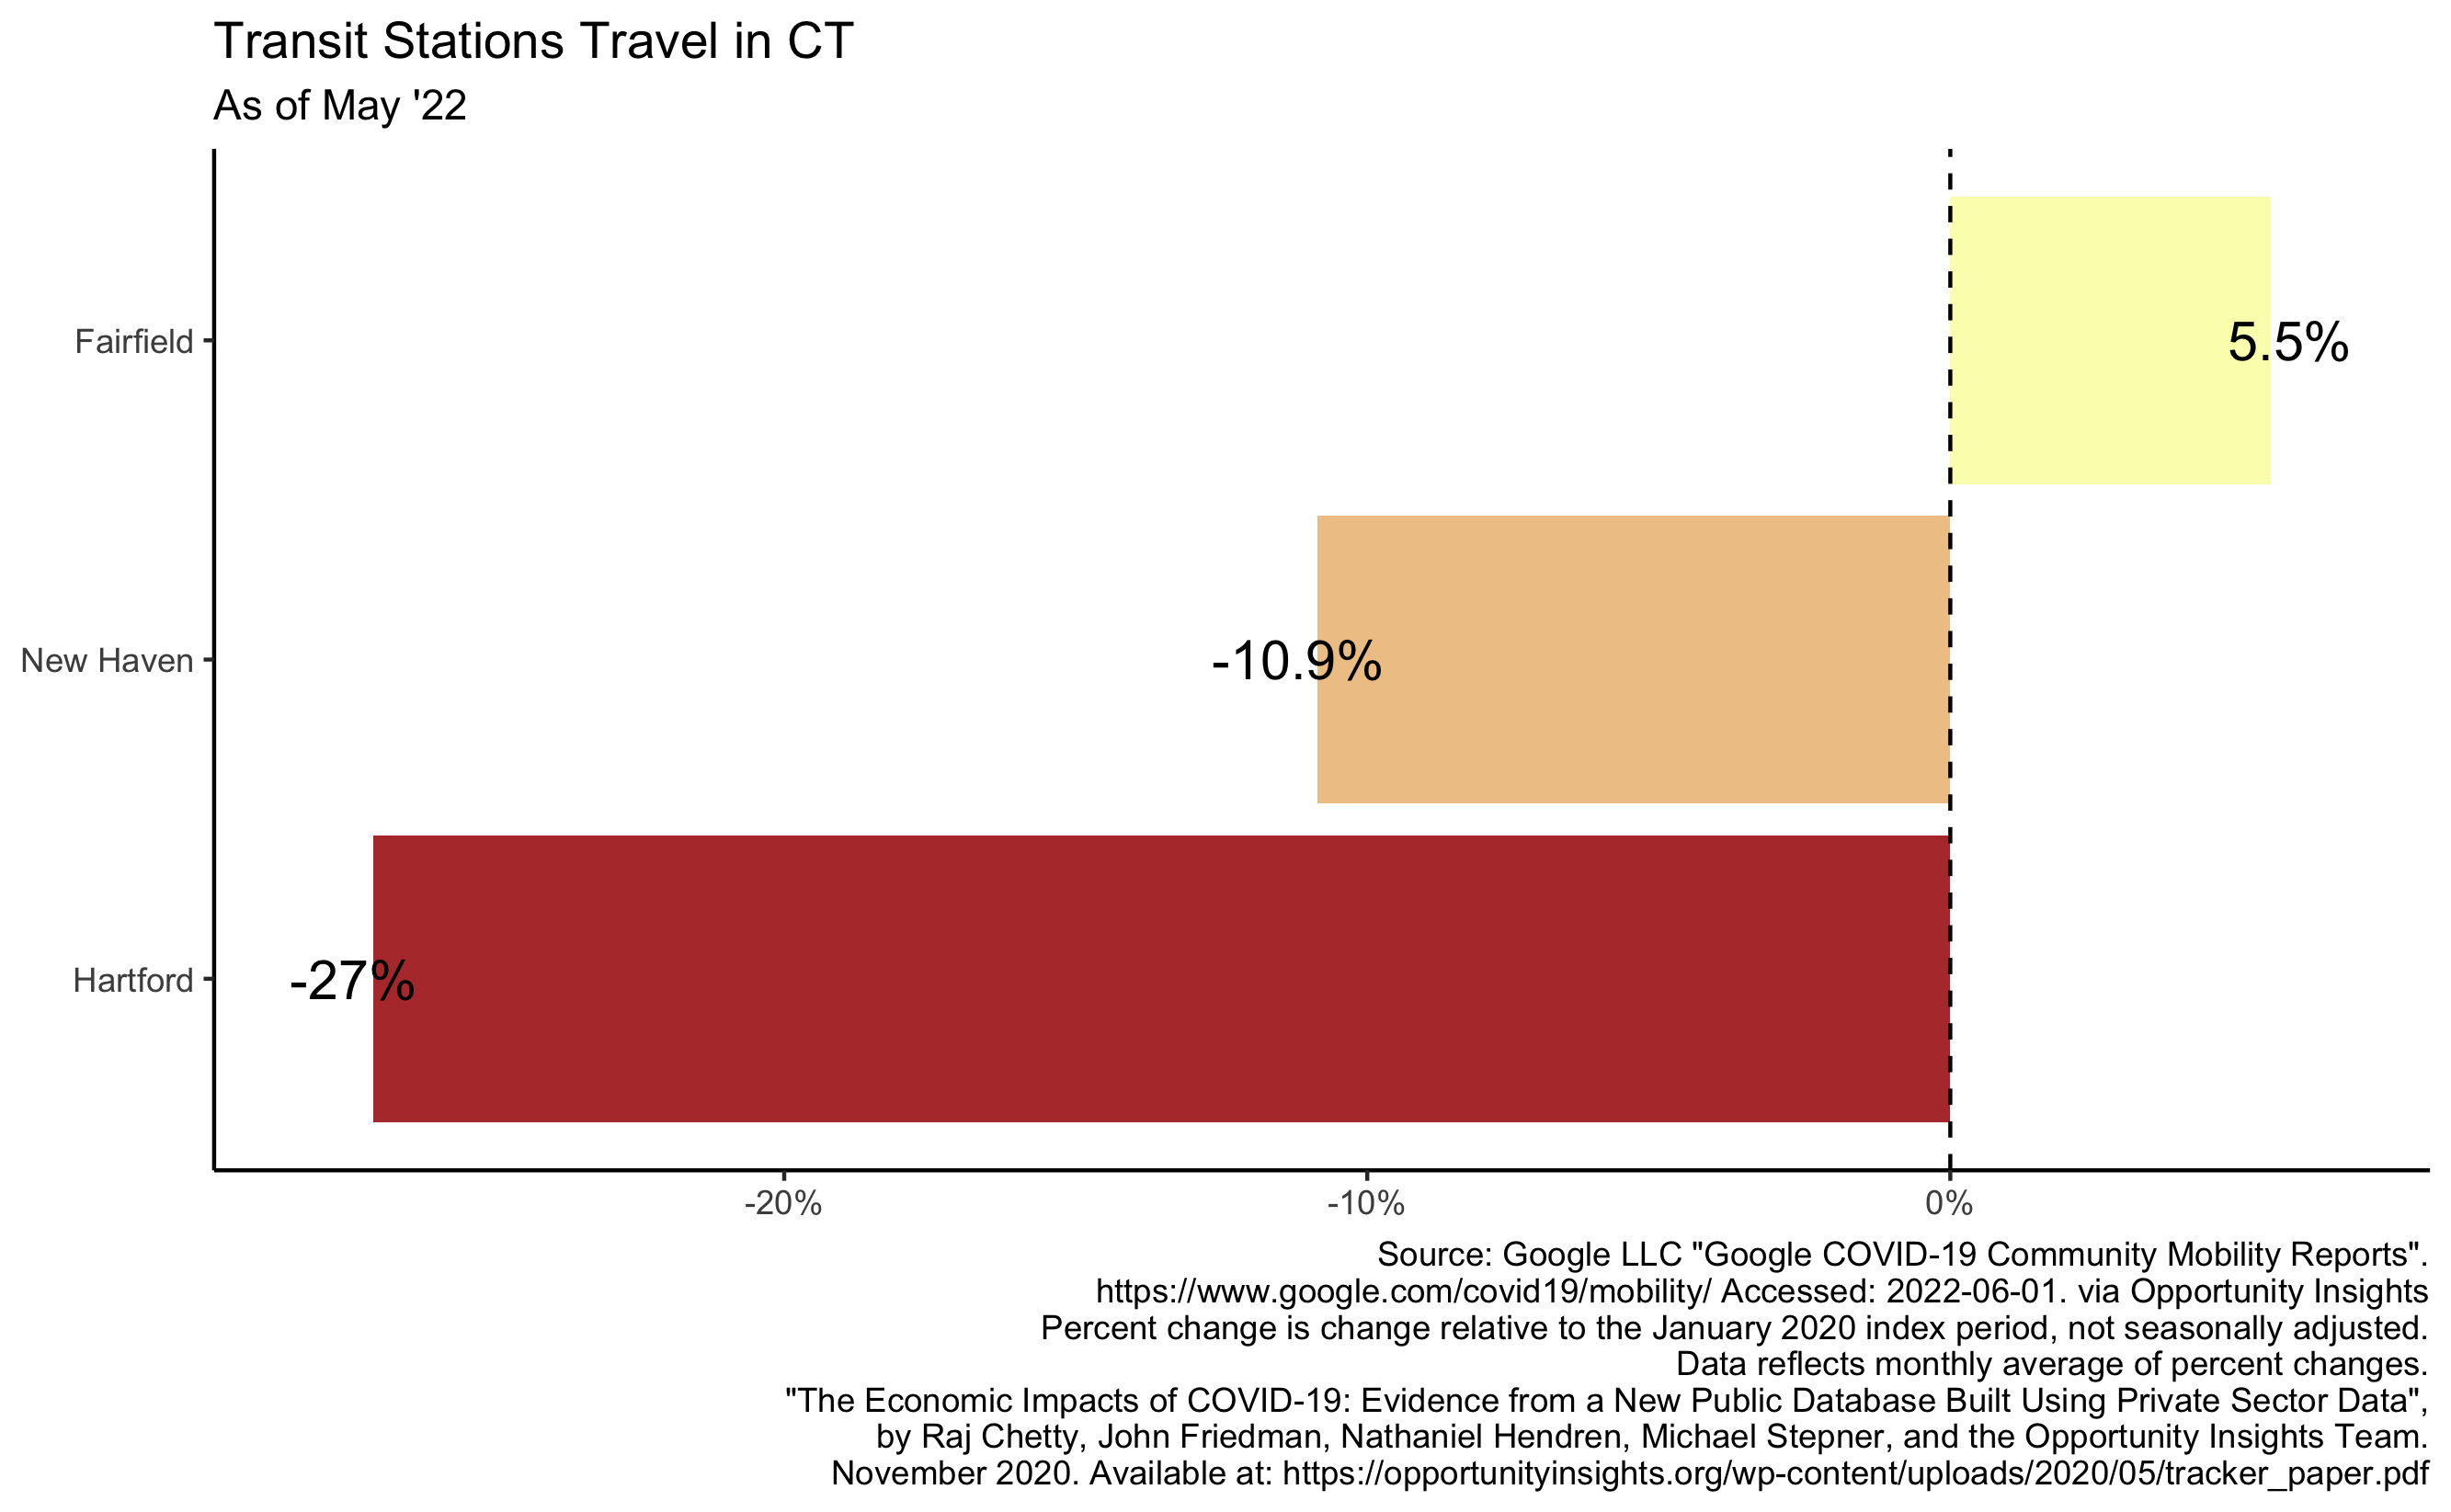 Transit Stations Travel in CT
As of May '22
Fairfield
5.5%
New Haven
-10.9%
Hartford
-27%
-20%
-10%
0%
Source: Google LLC "Google COVID-19 Community Mobility Reports".
https://www.google.com/covid19/mobility/ Accessed: 2022-06-01. via Opportunity Insights
Percent change is change relative to the January 2020 index period, not seasonally adjusted.
Data reflects monthly average of percent changes.
"The Economic Impacts of COVID-19: Evidence from a New Public Database Built Using Private Sector Data",
by Raj Chetty, John Friedman, Nathaniel Hendren, Michael Stepner, and the Opportunity Insights Team.
November 2020. Available at: https://opportunityinsights.org/wp-content/uploads/2020/05/tracker_paper.pdf